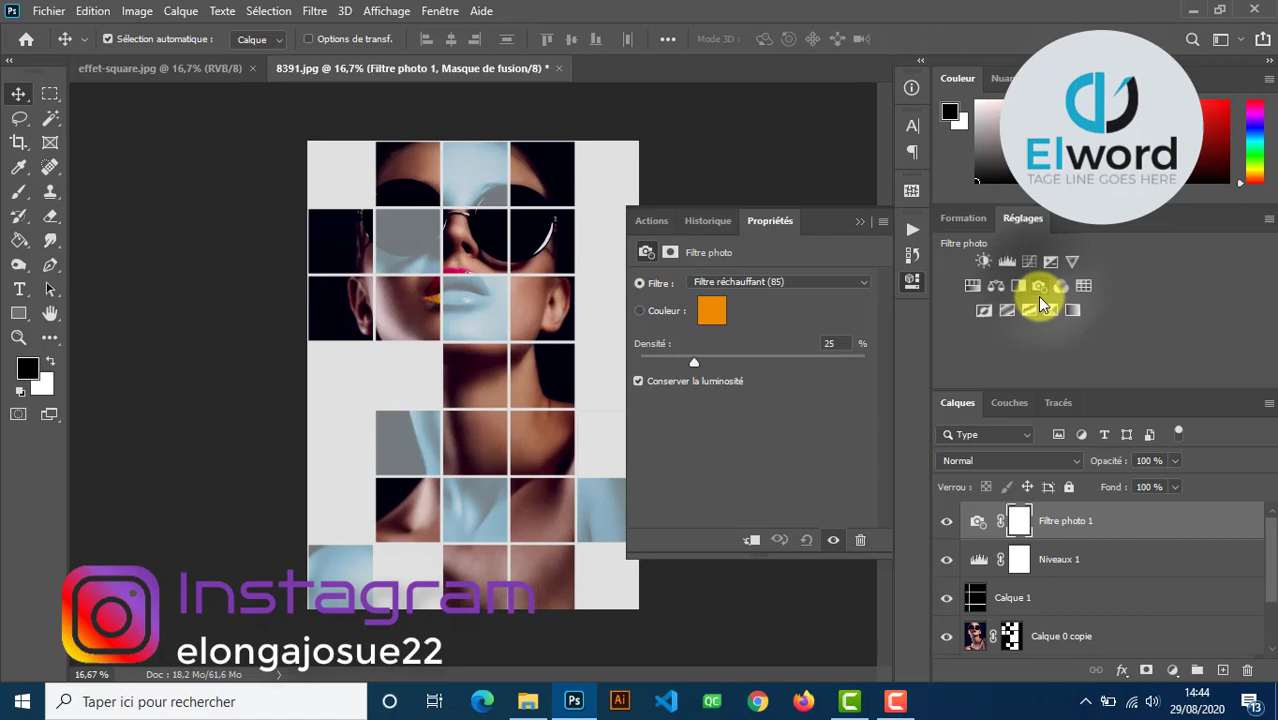 Ps Fichier Edition Image Calque Texte Sélection Filtre 3D Affichage Fenêtre Aide
Sélection automatique : Calque Options de transf. Mode 3D :
effet-square.jpg @ 16,7% (RVB/8) × 8391.jpg @ 16,7% (Filtre photo 1, Masque de fusion/8) * ×
Couleur
Elword
TAGE LINE GOES HERE
Formation Réglages
Filtre photo
Actions Historique Propriétés
Filtre photo
Filtre : Filtre réchauffant (85)
Couleur :
Densité : 25 %
Conserver la luminosité
Calques Couches Tracés
Type
Normal Opacité : 100 %
Verrou : Fond : 100 %
Filtre photo 1
Niveaux 1
Calque 1
Calque 0 copie
Instagram
elongajosue22
16,67 % Doc : 18,2 Mo/61,6 Mo
Taper ici pour rechercher
Ps Ai QC
14:44
29/08/2020
13